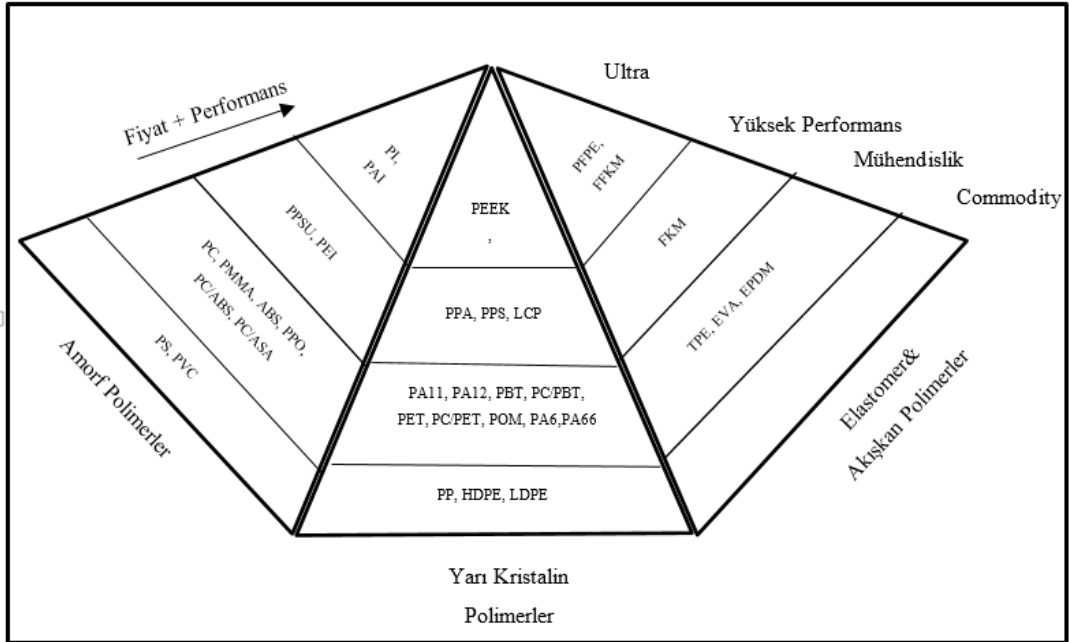 Ultra
Yüksek Performans
Mühendislik
Commodity
Fiyat + Performans
PI,
PAI
PPSU, PEI
PC, PMMA, ABS, PPO,
PC/ABS, PC/ASA
PS, PVC
Amorf Polimerler
PEEK
,
PPA, PPS, LCP
PA11, PA12, PBT, PC/PBT,
PET, PC/PET, POM, PA6,PA66
PP, HDPE, LDPE
Yarı Kristalin
Polimerler
PFPE,
FFKM
FKM
TPE, EVA, EPDM
Elastomer&
Akışkan Polimerler